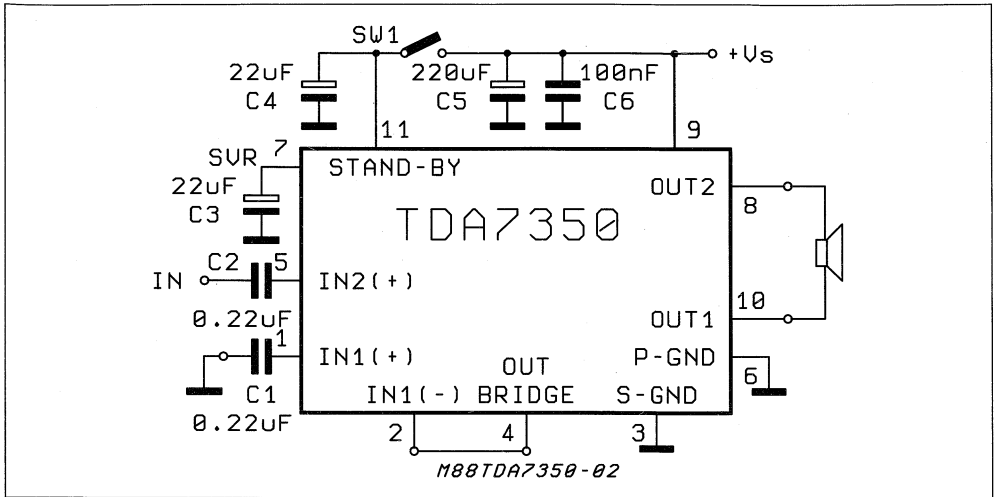 SW1
+Vs
22uF
C4
220uF
C5
100nF
C6
11
9
SVR
7
STAND-BY
OUT2
8
22uF
C3
TDA7350
IN
C2
5
IN2(+)
0.22uF
10
OUT1
1
IN1(+)
P-GND
6
C1
0.22uF
OUT
IN1(-)
BRIDGE
S-GND
2
4
3
M88TDA7350-02